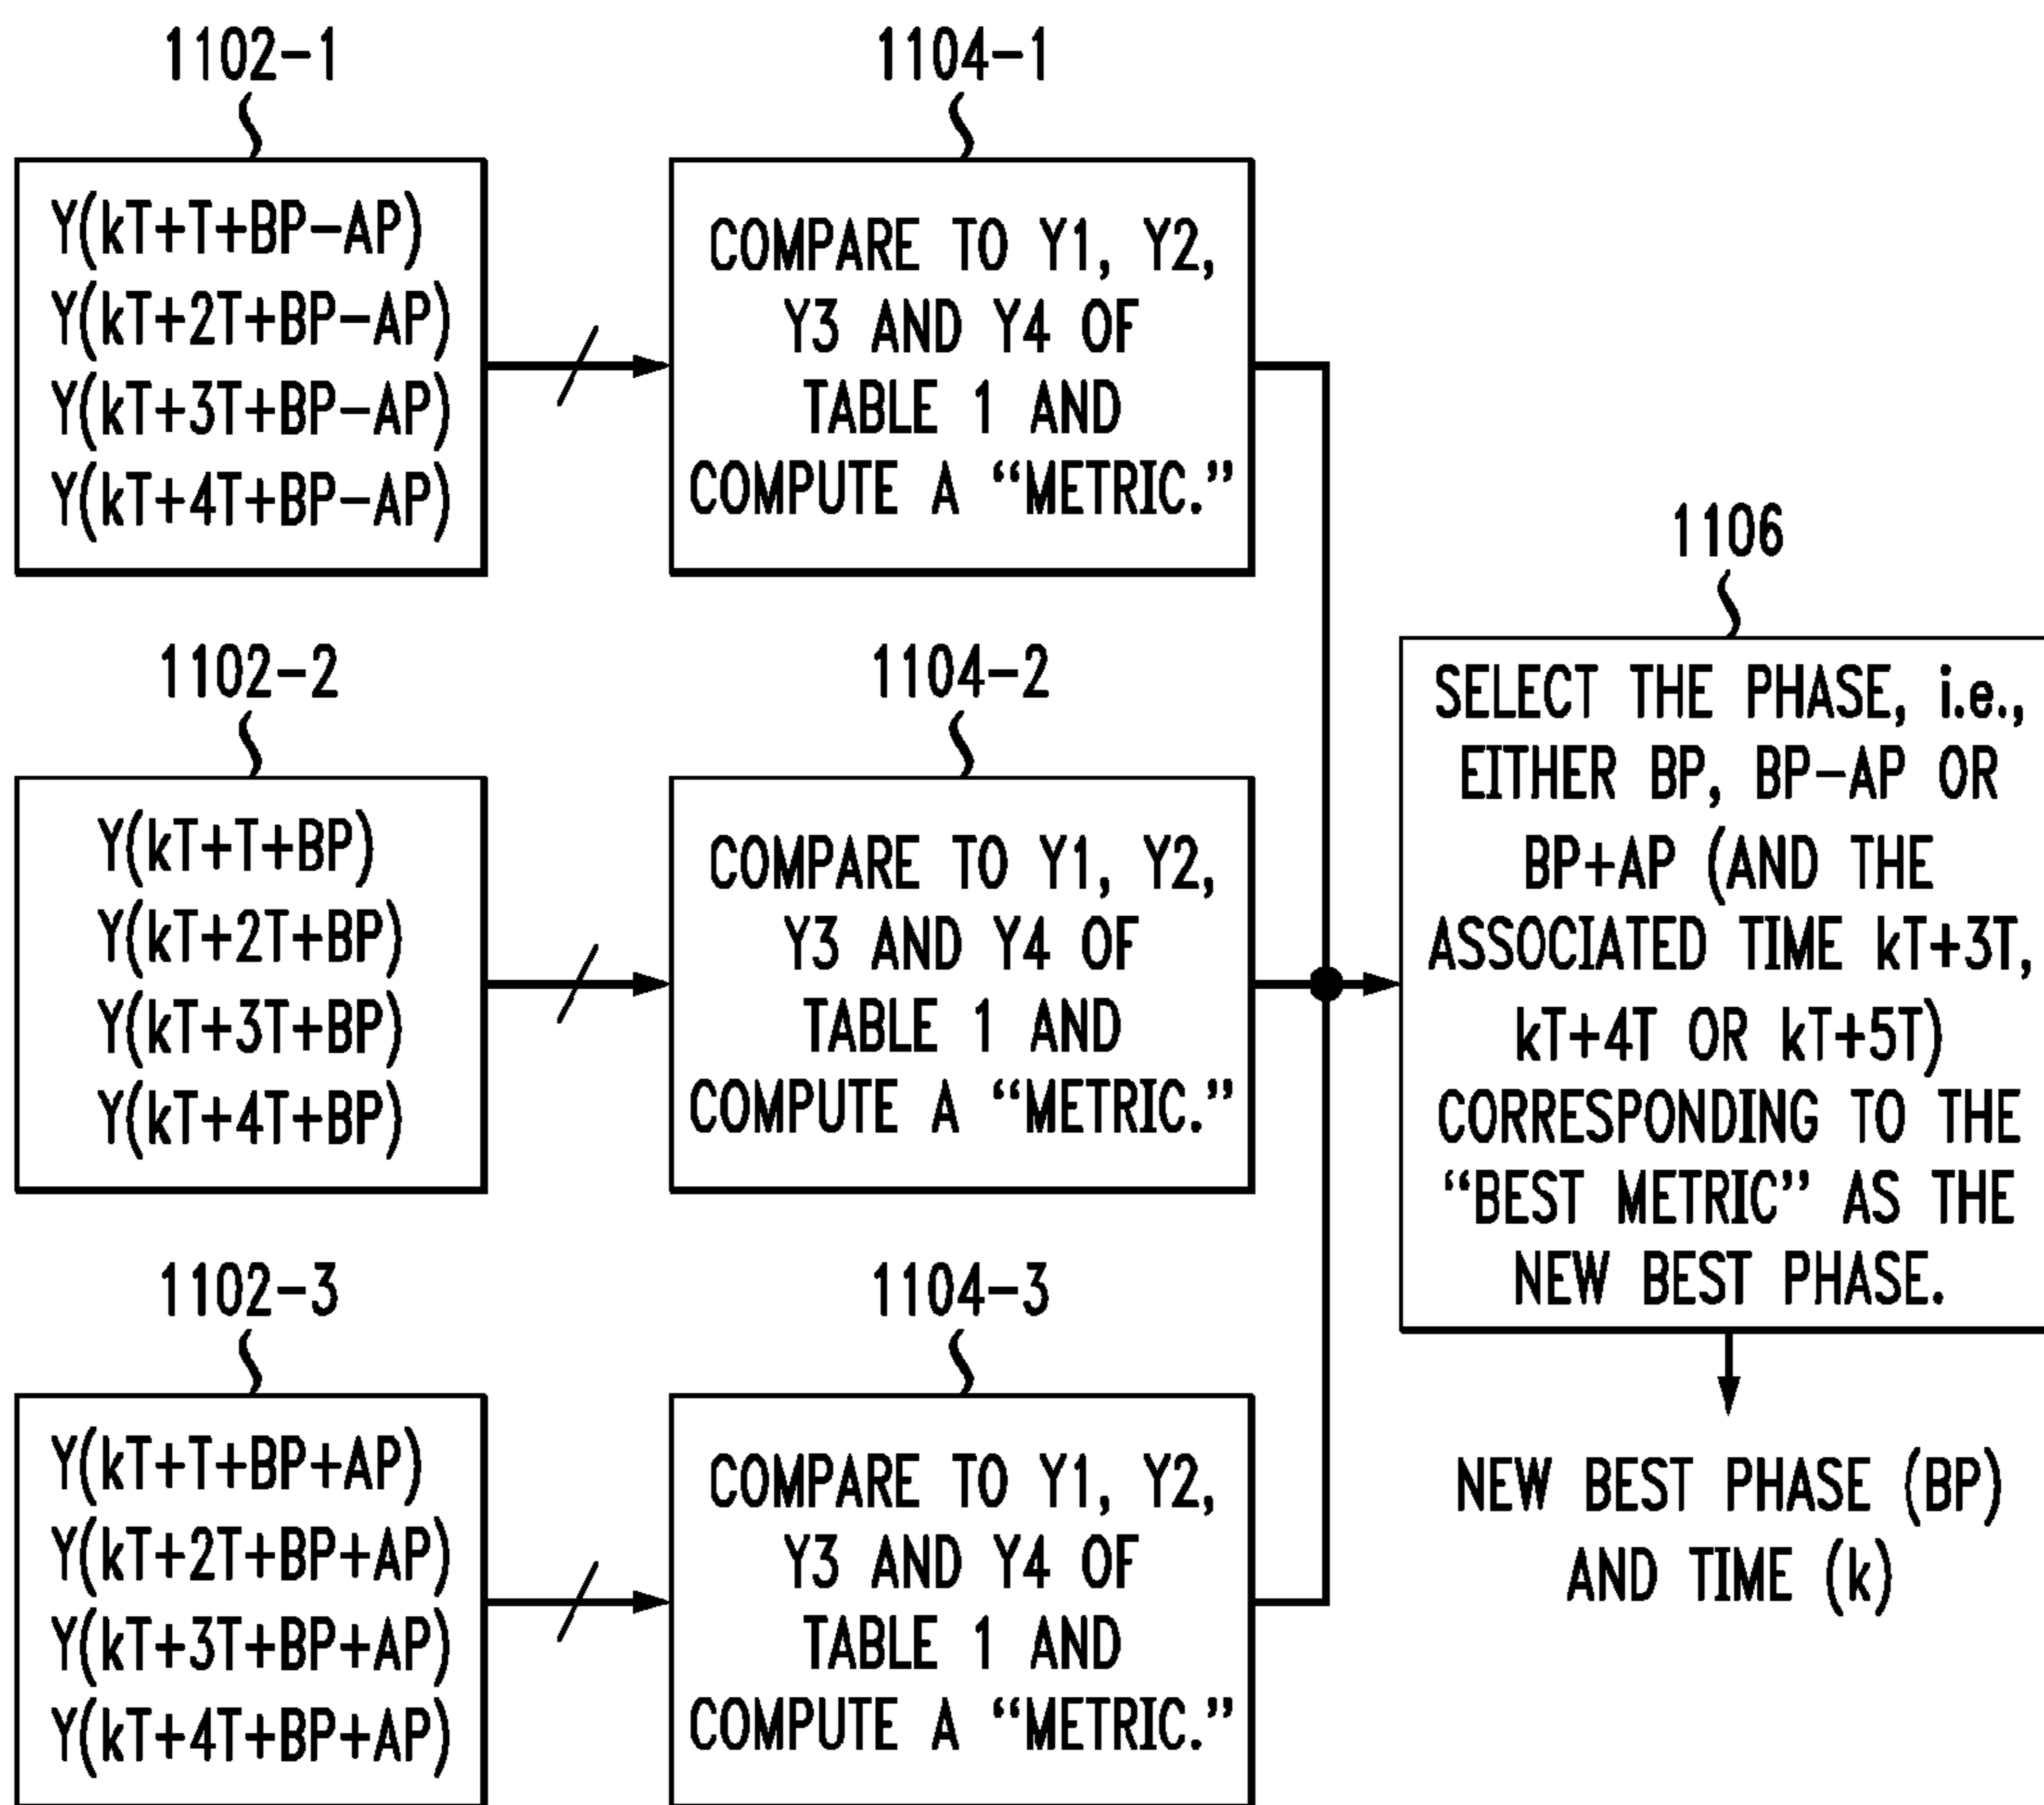 1102-1
Y(kT+T+BP-AP)
Y(kT+2T+BP-AP)
Y(kT+3T+BP-AP)
Y(kT+4T+BP-AP)
1104-1
COMPARE TO Y1, Y2,
Y3 AND Y4 OF
TABLE 1 AND
COMPUTE A “METRIC.”
1102-2
Y(kT+T+BP)
Y(kT+2T+BP)
Y(kT+3T+BP)
Y(kT+4T+BP)
1104-2
COMPARE TO Y1, Y2,
Y3 AND Y4 OF
TABLE 1 AND
COMPUTE A “METRIC.”
1102-3
Y(kT+T+BP+AP)
Y(kT+2T+BP+AP)
Y(kT+3T+BP+AP)
Y(kT+4T+BP+AP)
1104-3
COMPARE TO Y1, Y2,
Y3 AND Y4 OF
TABLE 1 AND
COMPUTE A “METRIC.”
1106
SELECT THE PHASE, i.e.,
EITHER BP, BP-AP OR
BP+AP (AND THE
ASSOCIATED TIME kT+3T,
kT+4T OR kT+5T)
CORRESPONDING TO THE
“BEST METRIC” AS THE
NEW BEST PHASE.
NEW BEST PHASE (BP)
AND TIME (k)